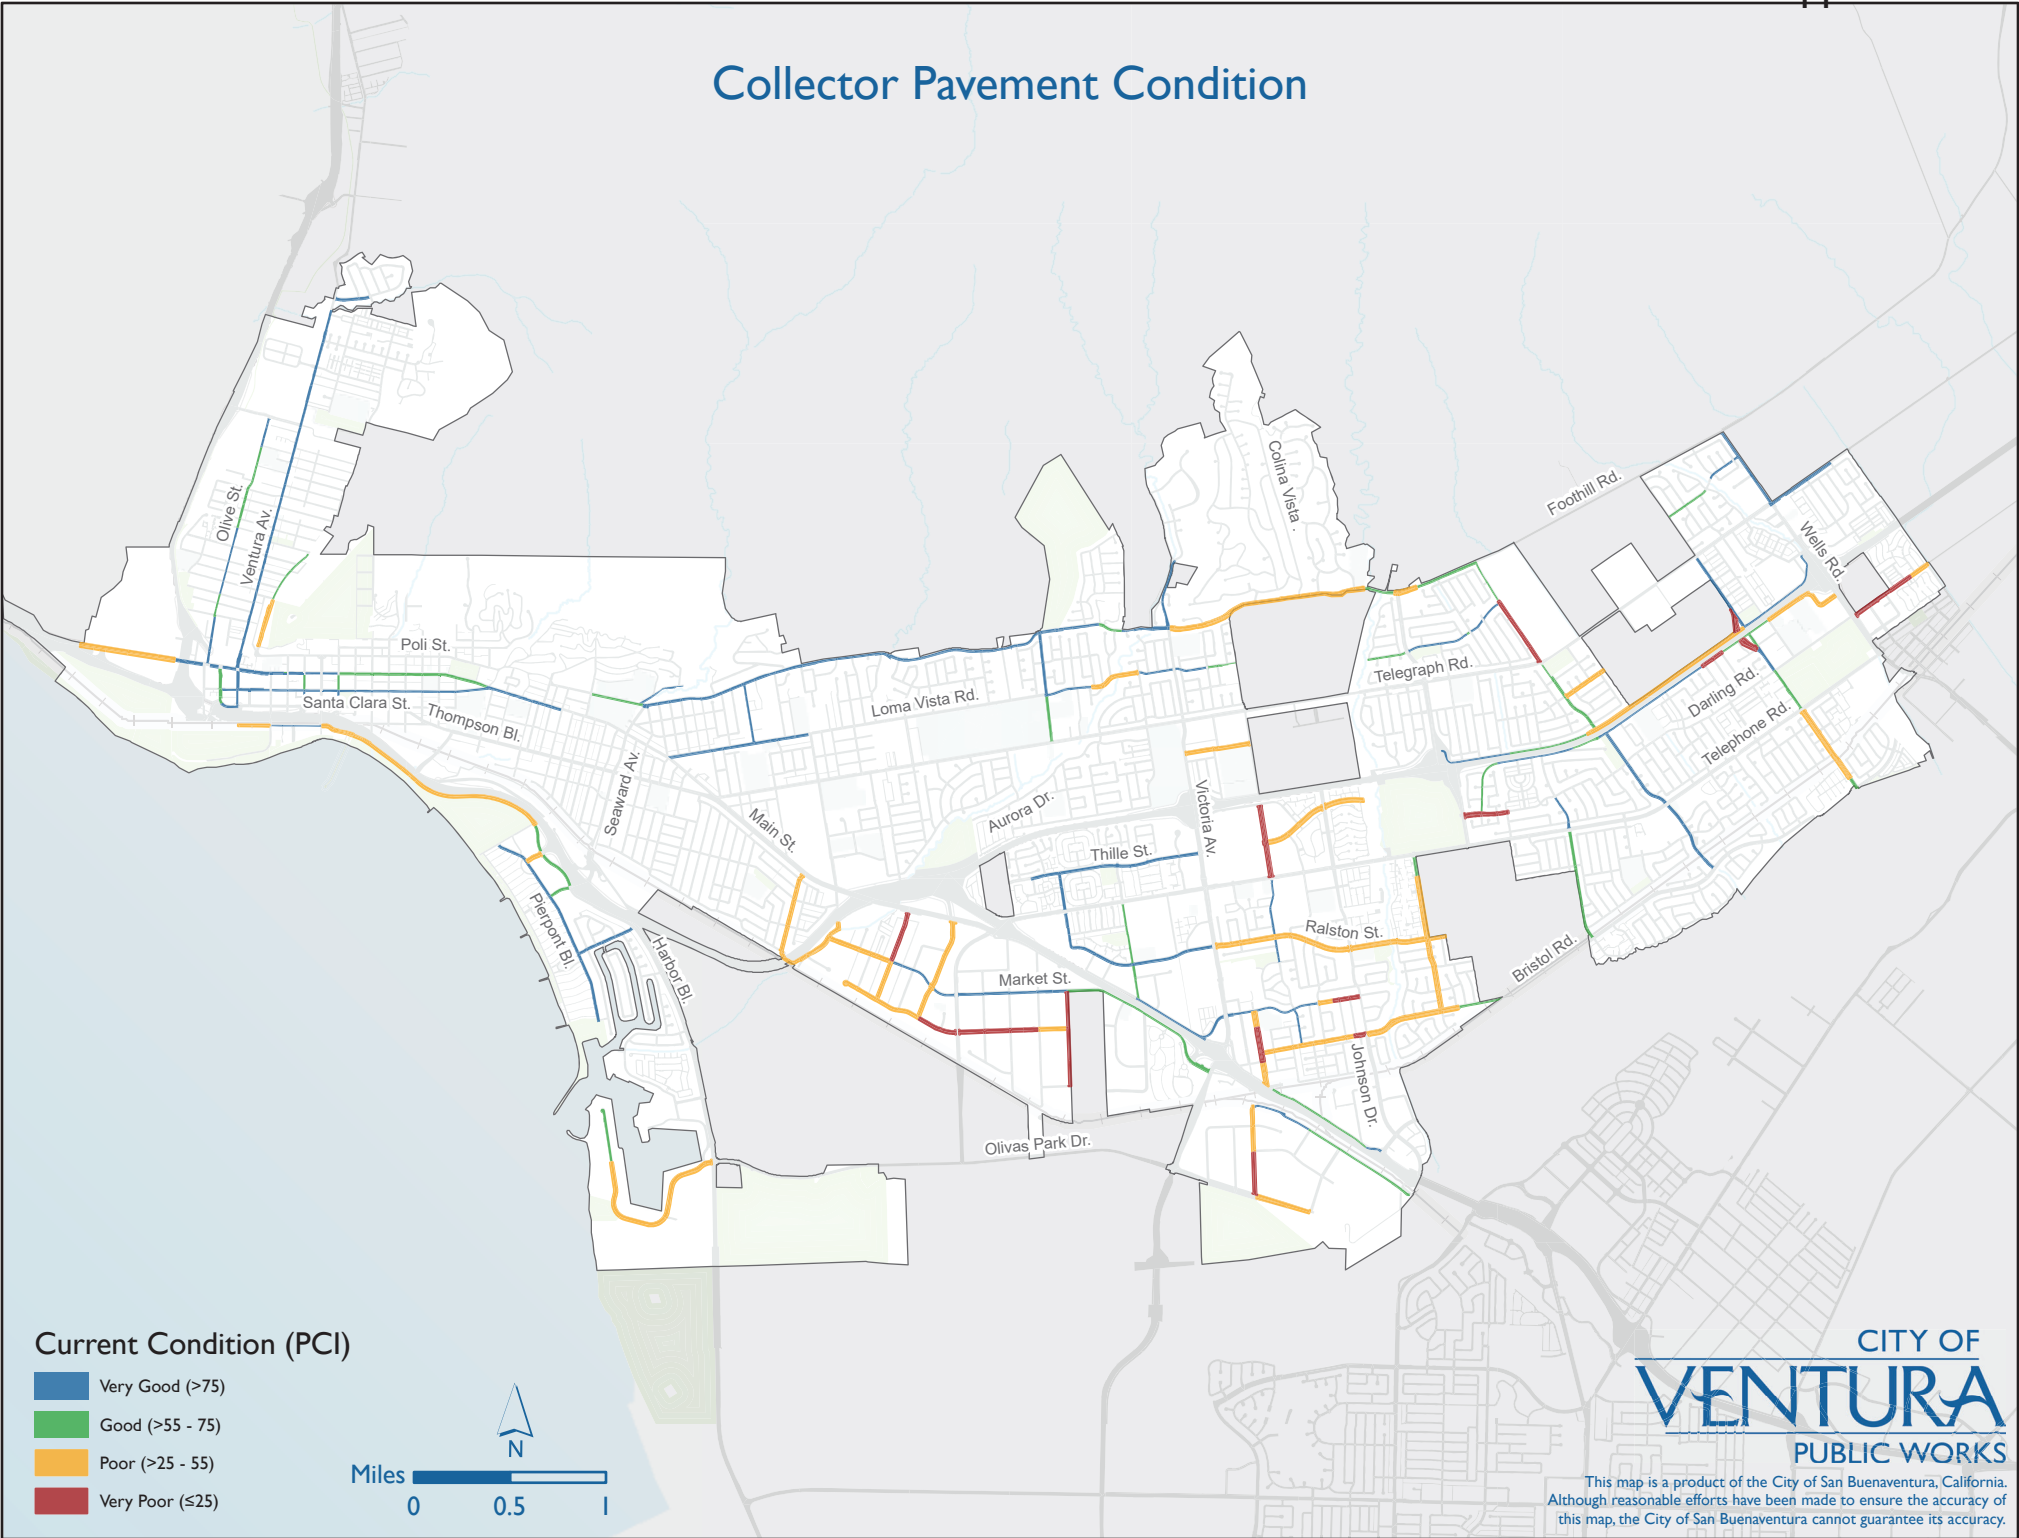 Collector Pavement Condition
Colina Vista .
Foothill Rd.
Wells Rd.
Olive St.
Ventura Av.
Poli St.
Telegraph Rd.
Santa Clara St.
Thompson Bl.
Loma Vista Rd.
Darling Rd.
Telephone Rd.
Seaward Av.
Main St.
Aurora Dr.
Victoria Av.
Thille St.
Pierpont Bl.
Harbor Bl.
Ralston St.
Bristol Rd.
Market St.
Johnson Dr.
Olivas Park Dr.
Current Condition (PCI)
Very Good (>75)
Good (>55 - 75)
Poor (>25 - 55)
Very Poor (≤25)
N
Miles
0 0.5 1
CITY OF
VENTURA
PUBLIC WORKS
This map is a product of the City of San Buenaventura, California.
Although reasonable efforts have been made to ensure the accuracy of
this map, the City of San Buenaventura cannot guarantee its accuracy.